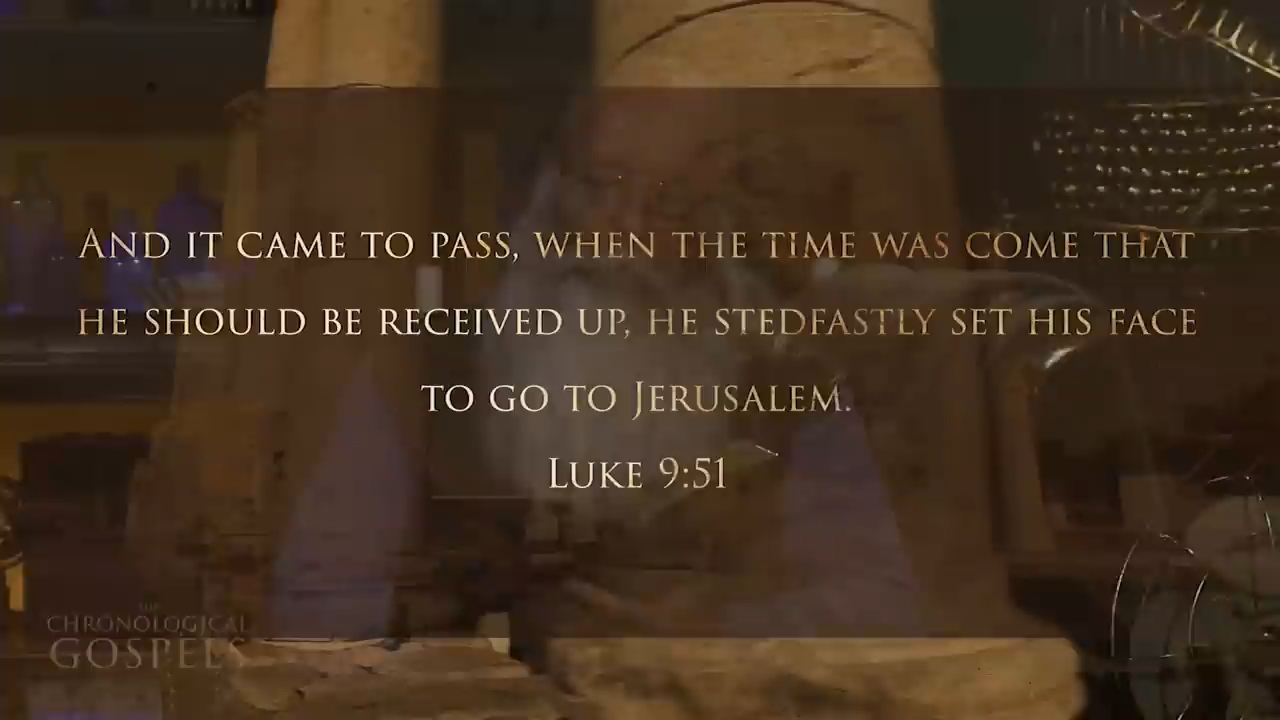 And it came to pass, when the time was come that
he should be received up, he stedfastly set his face
to go to Jerusalem.
Luke 9:51
The
Chronological
Gospels